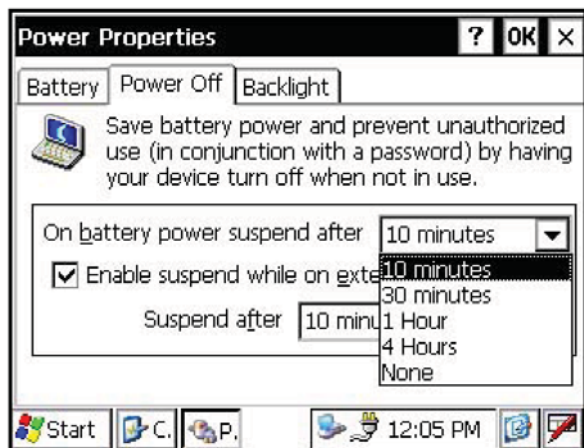 Power Properties ? OK ×
Battery Power Off Backlight
Save battery power and prevent unauthorized
use (in conjunction with a password) by having
your device turn off when not in use.
On battery power suspend after 10 minutes
10 minutes
30 minutes
1 Hour
4 Hours
None
Enable suspend while on exte
Suspend after 10 minu
Start C. P. 12:05 PM